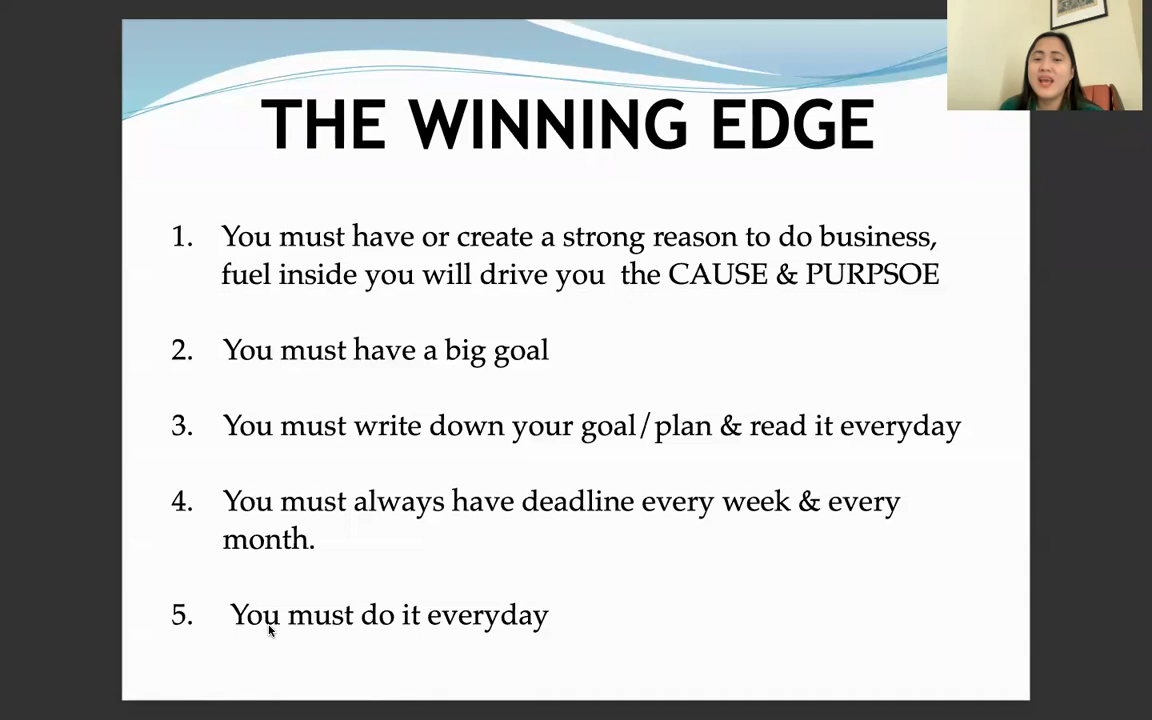 THE WINNING EDGE
1. You must have or create a strong reason to do business,
fuel inside you will drive you the CAUSE & PURPSOE
2. You must have a big goal
3. You must write down your goal/plan & read it everyday
4. You must always have deadline every week & every
month.
5. You must do it everyday